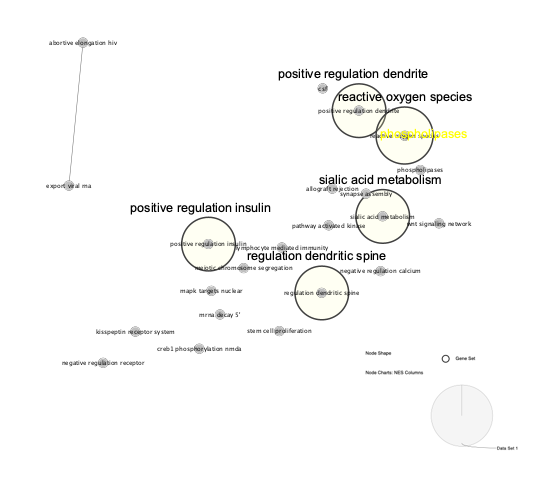 abortive elongation hiv
positive regulation dendrite
csf
reactive oxygen species
positive regulation dendrite
reactive oxygen species
phospholipases
phospholipases
sialic acid metabolism
export viral rna
allograft rejection
synapse assembly
positive regulation insulin
sialic acid metabolism
pathway activated kinase
wnt signaling network
positive regulation insulin
lymphocyte mediated immunity
regulation dendritic spine
meiotic chromosome segregation
negative regulation calcium
mapk targets nuclear
regulation dendritic spine
mrna decay 5'
kisspeptin receptor system
stem cell proliferation
creb1 phosphorylation nmda
negative regulation receptor
Node Shape
Gene Set
Node Charts: NES Columns
Data Set 1